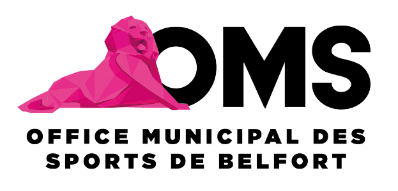 OMS
OFFICE MUNICIPAL DES
SPORTS DE BELFORT